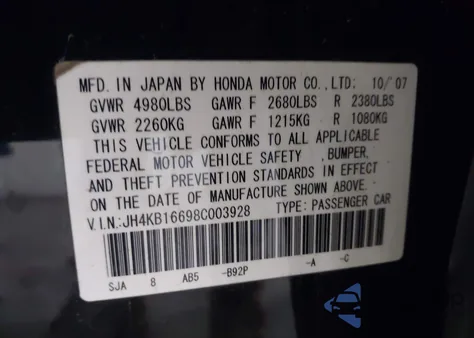 MFD. IN JAPAN BY HONDA MOTOR CO., LTD: 10/07
GVWR 4980LBS GAWR F 2680LBS R 2380LBS
GVWR 2260KG GAWR F 1215KG R 1080KG
THIS VEHICLE CONFORMS TO ALL APPLICABLE
FEDERAL MOTOR VEHICLE SAFETY ,BUMPER,
AND THEFT PREVENTION STANDARDS IN EFFECT
ON THE DATE OF MANUFACTURE SHOWN ABOVE.
V.I.N:JH4KB16698C003928 TYPE: PASSENGER CAR
SJA 8 AB5 -B92P -A -C